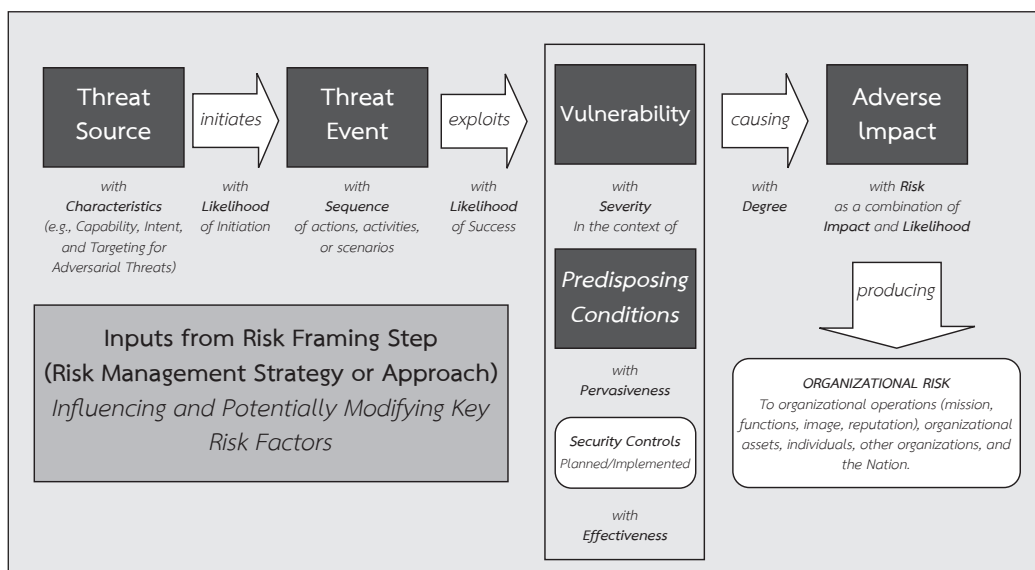 Threat
Source
initiates
Threat
Event
exploits
Vulnerability
causing
Adverse
Impact
with
Characteristics
(e.g., Capability, Intent,
and Targeting for
Adversarial Threats)
with
Likelihood
of Initiation
with
Sequence
of actions, activities,
or scenarios
with
Likelihood
of Success
with
Severity
In the context of
with
Degree
with Risk
as a combination of
Impact and Likelihood
Predisposing
Conditions
with
Pervasiveness
Security Controls
Planned/Implemented
with
Effectiveness
producing
ORGANIZATIONAL RISK
To organizational operations (mission,
functions, image, reputation), organizational
assets, individuals, other organizations, and
the Nation.
Inputs from Risk Framing Step
(Risk Management Strategy or Approach)
Influencing and Potentially Modifying Key
Risk Factors